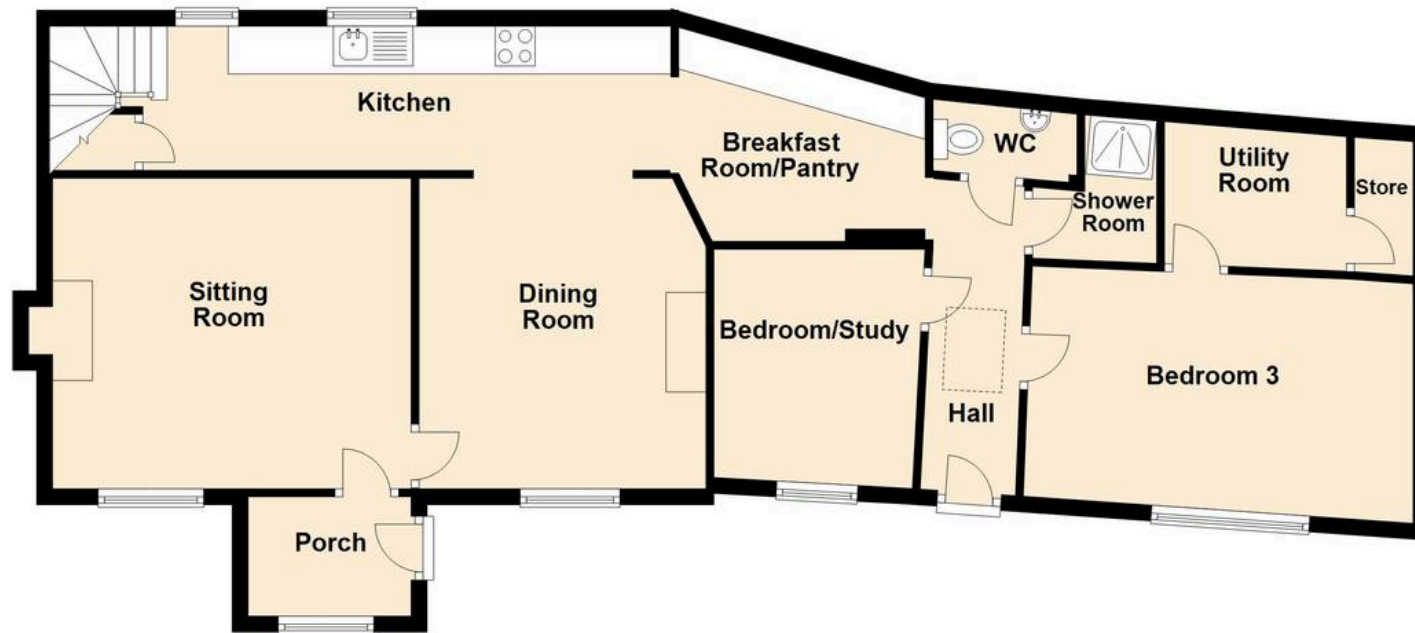 Kitchen
Breakfast
Room/Pantry
WC
Shower
Room
Utility
Room
Store
Sitting
Room
Dining
Room
Bedroom/Study
Hall
Bedroom 3
Porch